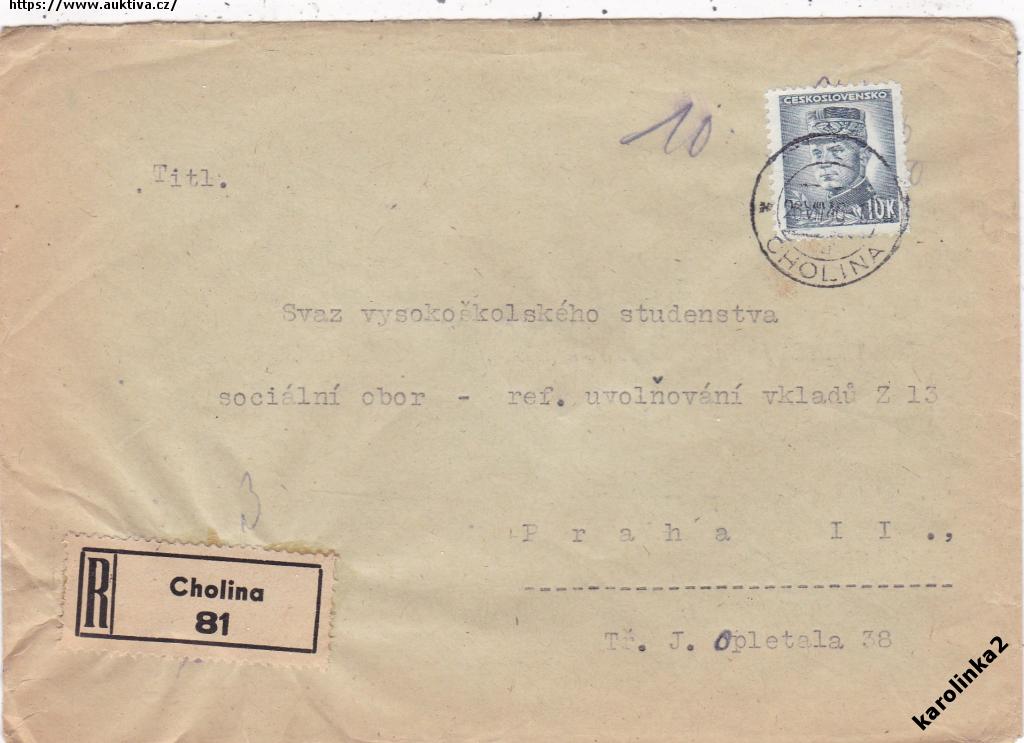 https://www.auktiva.cz/
10.
ČESKOSLOVENSKO
10K
CHOLINA
Titl.
Svaz vysokoškolského studenstva
sociální obor - ref. uvolňování vkladů Z 13
Praha II.,
Tř. J. Opletala 38
R
Cholina
81
karolinka2